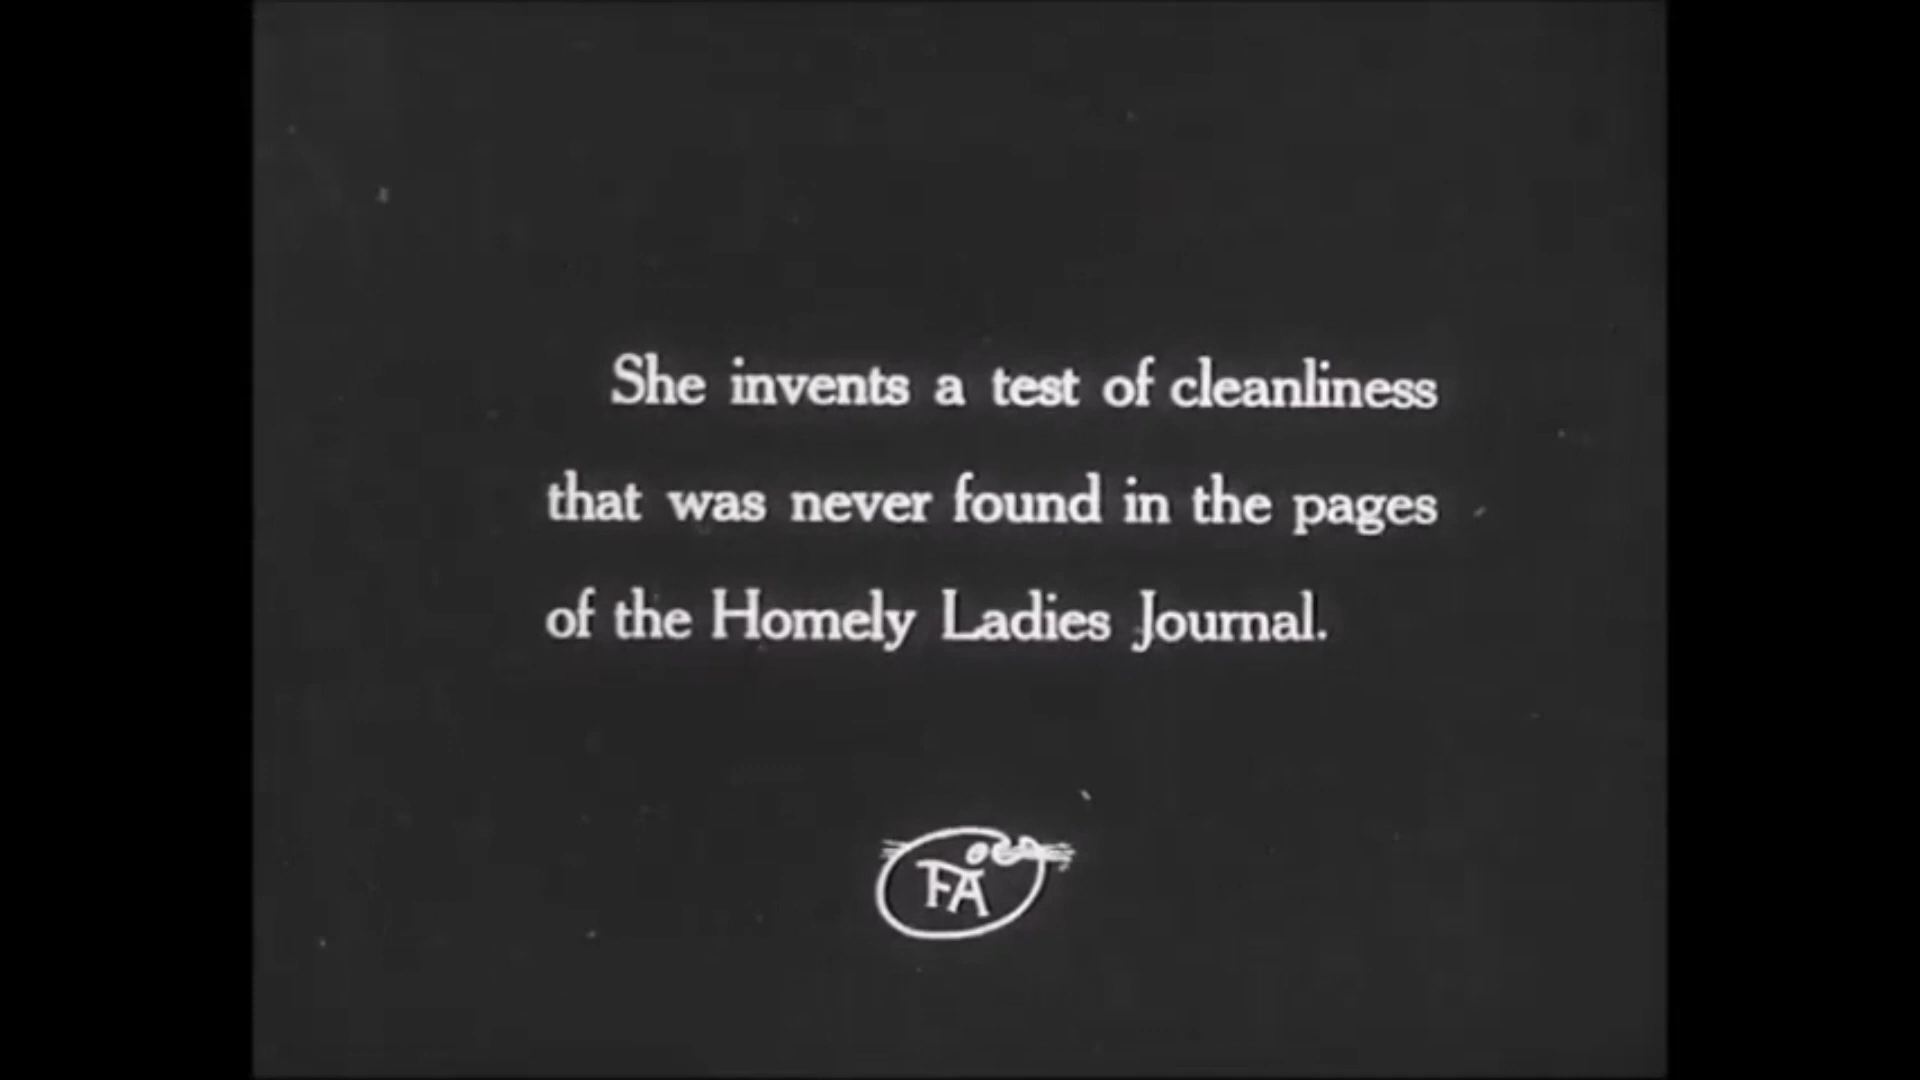 She invents a test of cleanliness
that was never found in the pages
of the Homely Ladies Journal.
FA